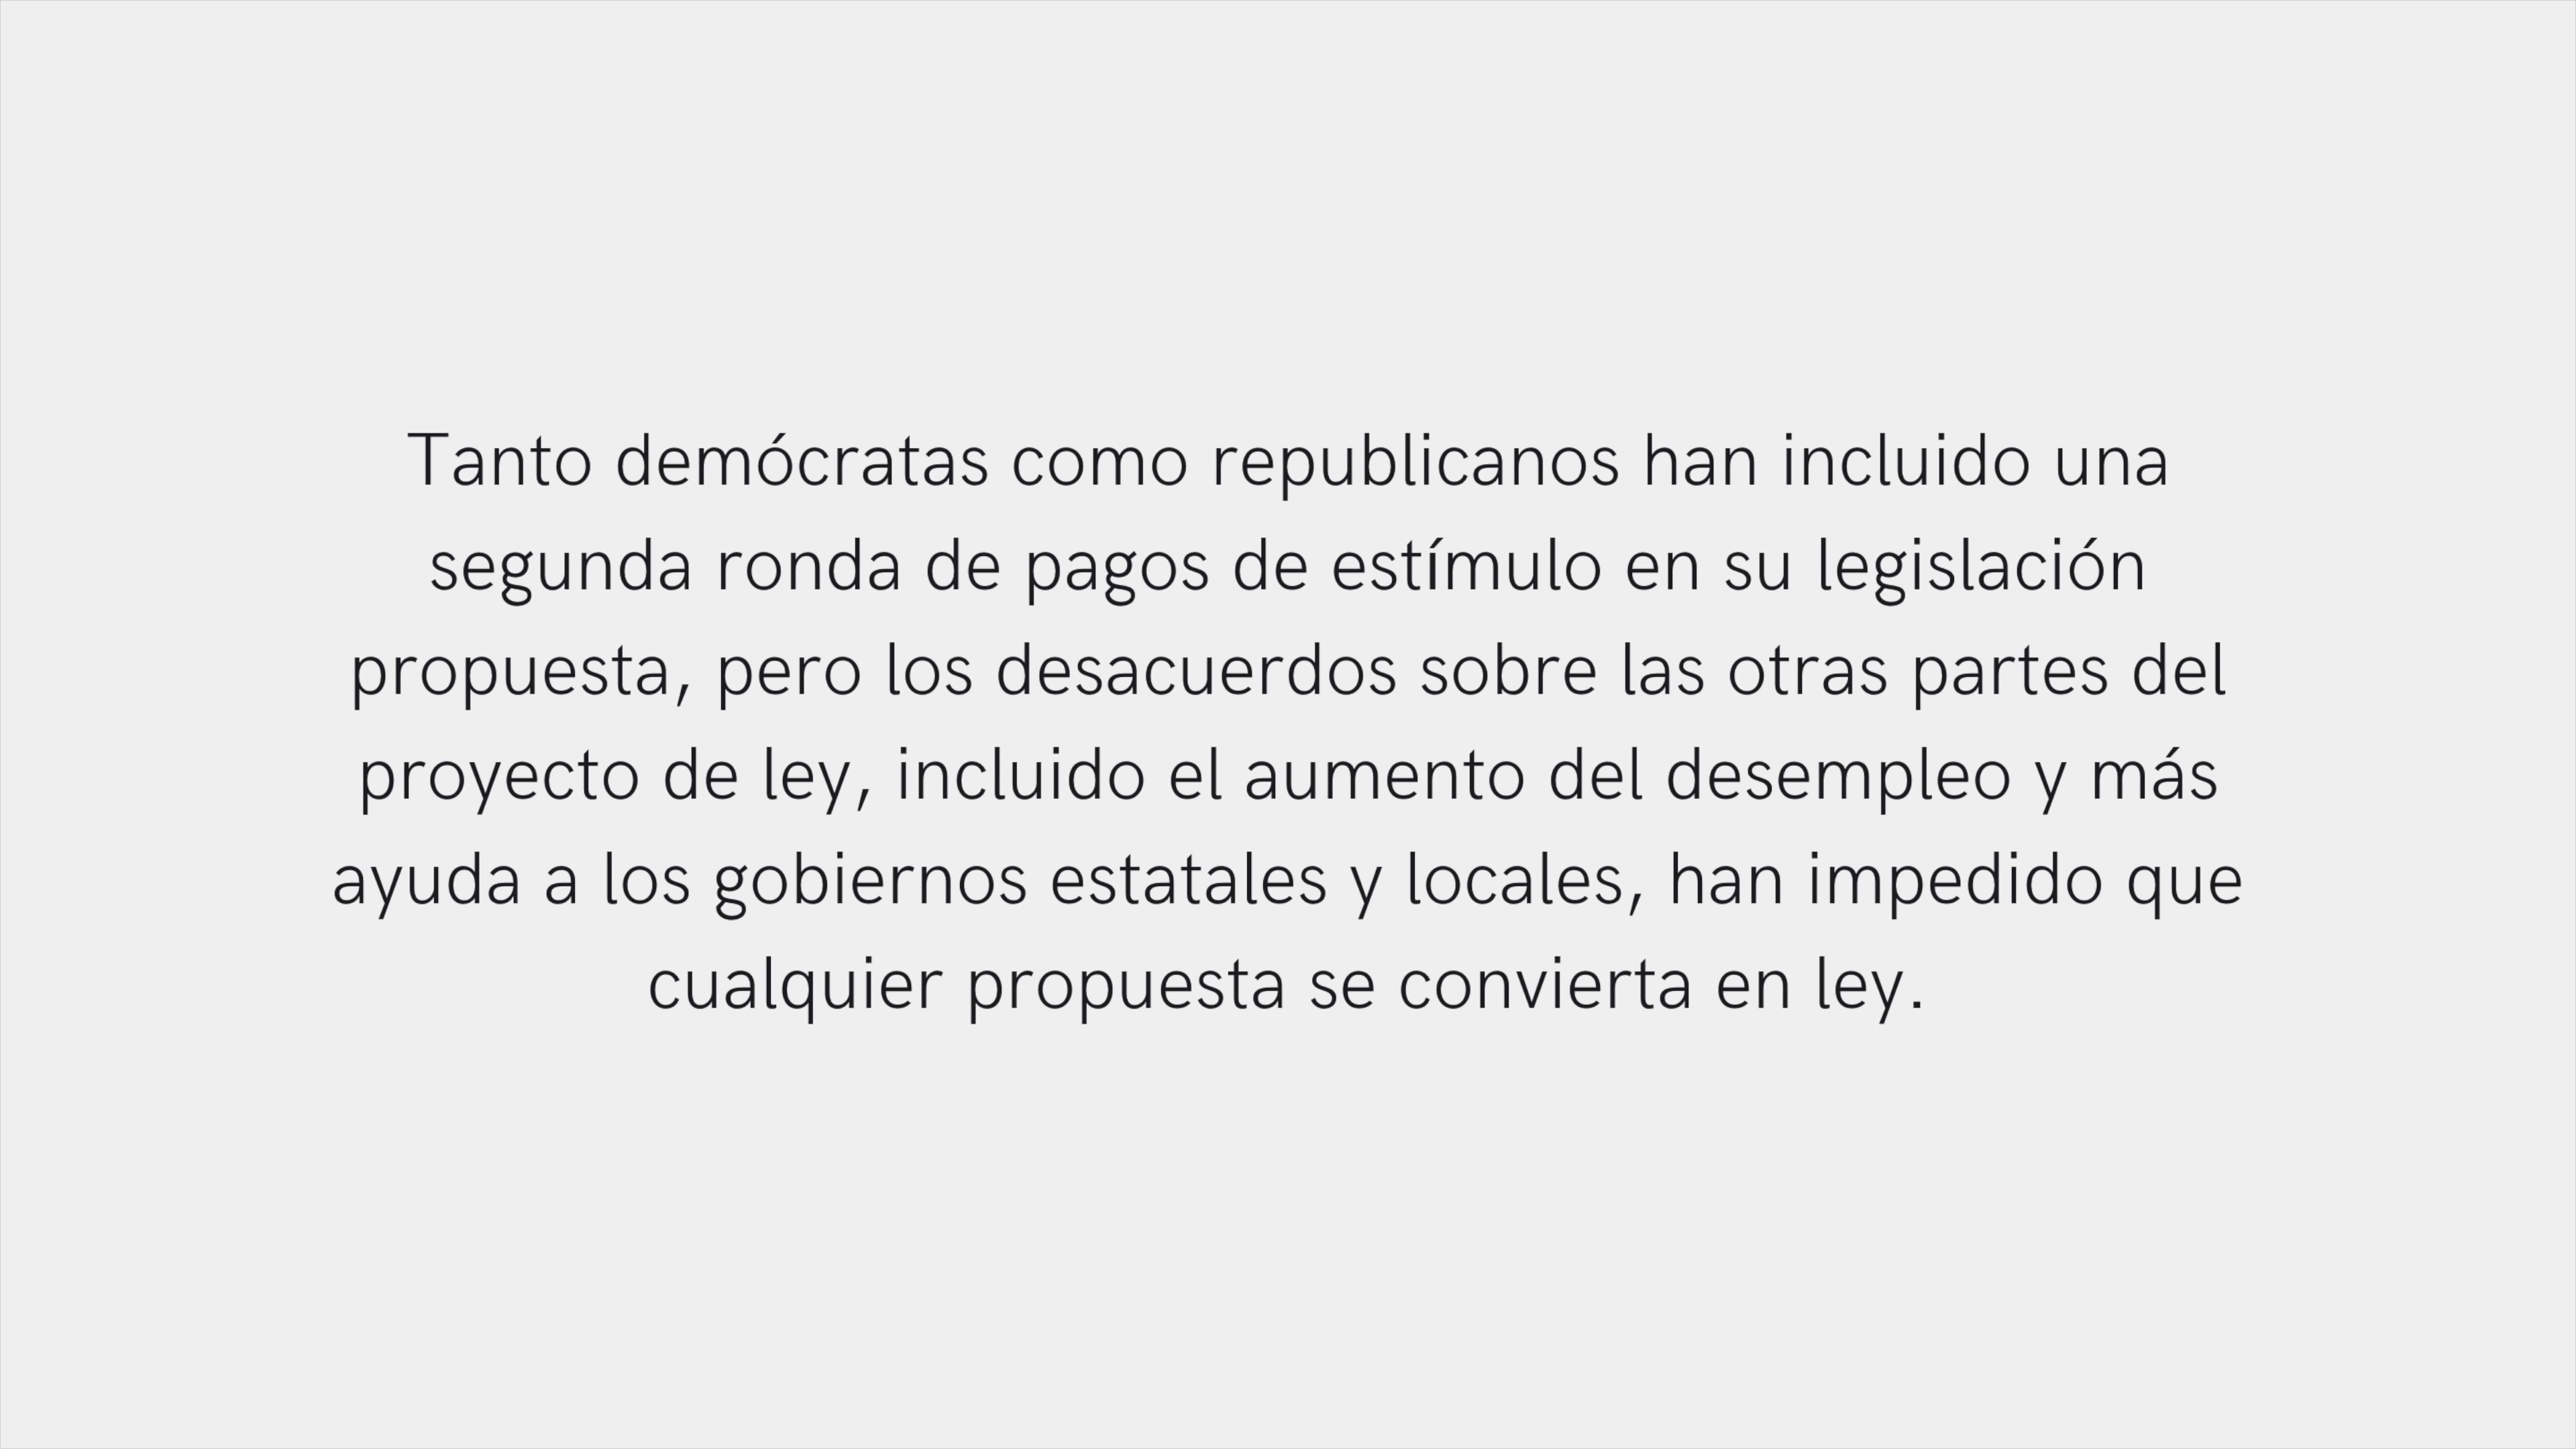 Tanto demócratas como republicanos han incluido una
segunda ronda de pagos de estímulo en su legislación
propuesta, pero los desacuerdos sobre las otras partes del
proyecto de ley, incluido el aumento del desempleo y más
ayuda a los gobiernos estatales y locales, han impedido que
cualquier propuesta se convierta en ley.